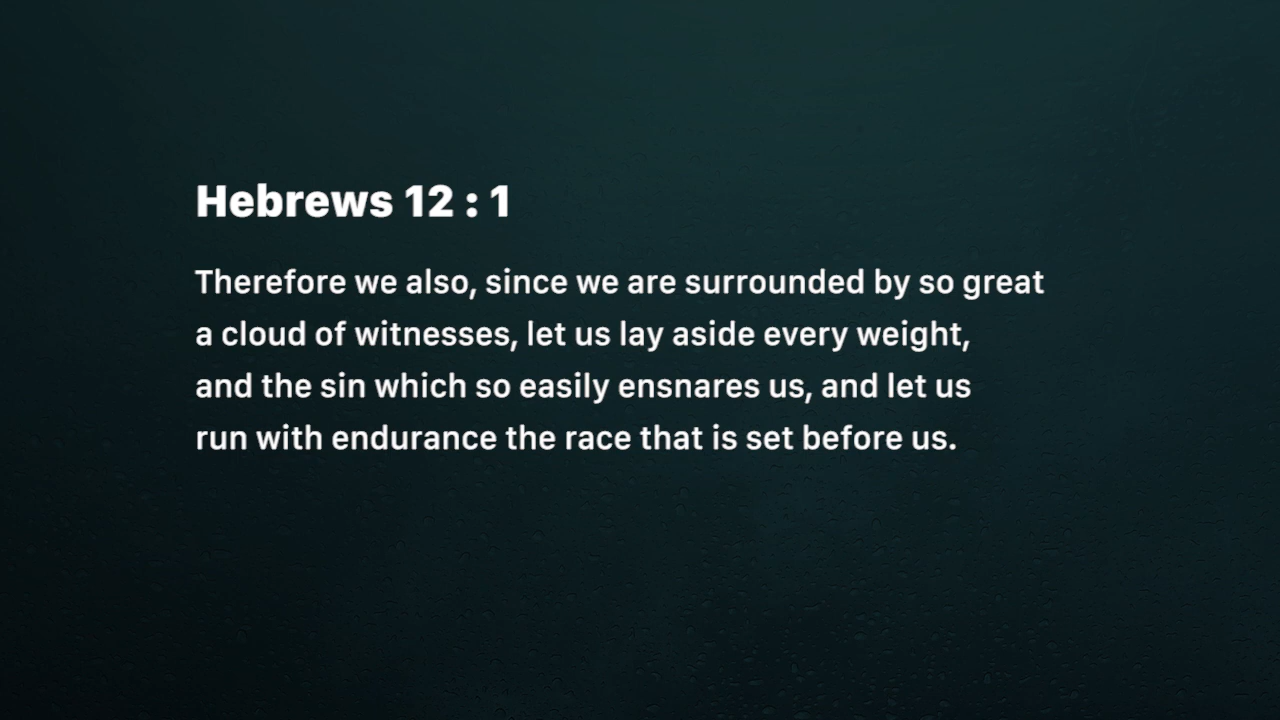 Hebrews 12 : 1
Therefore we also, since we are surrounded by so great
a cloud of witnesses, let us lay aside every weight,
and the sin which so easily ensnares us, and let us
run with endurance the race that is set before us.